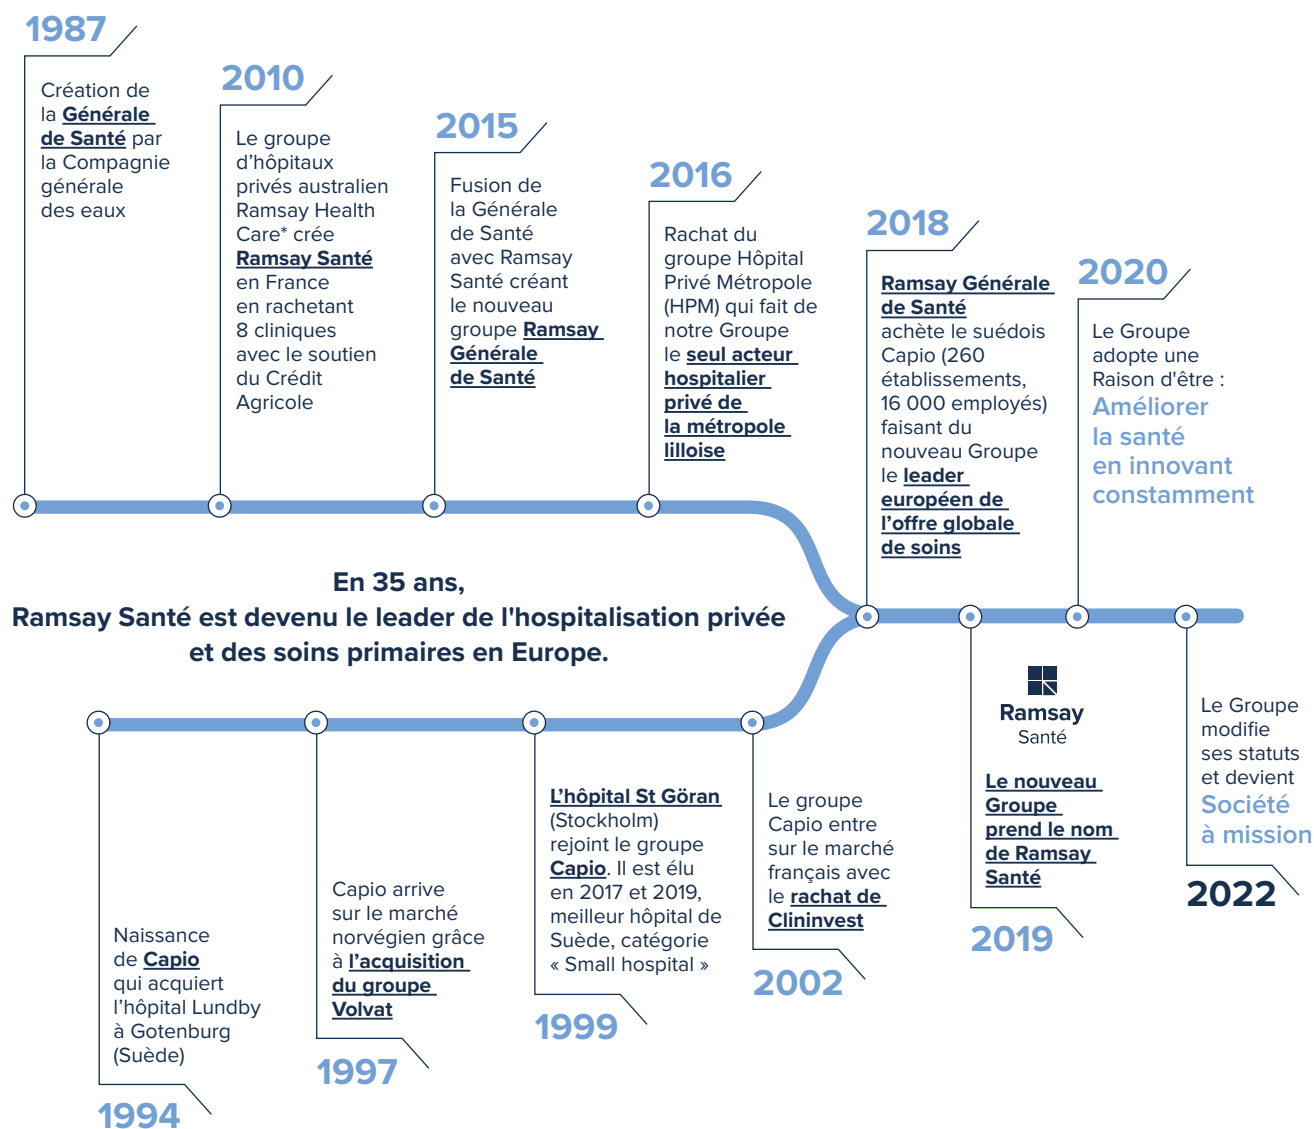 1987
Création de
la Générale
de Santé par
la Compagnie
générale
des eaux
2010
Le groupe
d’hôpitaux
privés australien
Ramsay Health
Care* crée
Ramsay Santé
en France
en rachetant
8 cliniques
avec le soutien
du Crédit
Agricole
2015
Fusion de
la Générale
de Santé
avec Ramsay
Santé créant
le nouveau
groupe Ramsay
Générale
de Santé
2016
Rachat du
groupe Hôpital
Privé Métropole
(HPM) qui fait de
notre Groupe
le seul acteur
hospitalier
privé de
la métropole
lilloise
2018
Ramsay Générale
de Santé
achète le suédois
Capio (260
établissements,
16 000 employés)
faisant du
nouveau Groupe
le leader
européen de
l’offre globale
de soins
2020
Le Groupe
adopte une
Raison d'être :
Améliorer
la santé
en innovant
constamment
En 35 ans,
Ramsay Santé est devenu le leader de l'hospitalisation privée
et des soins primaires en Europe.
Naissance
de Capio
qui acquiert
l’hôpital Lundby
à Gotenburg
(Suède)
1994
Capio arrive
sur le marché
norvégien grâce
à l’acquisition
du groupe
Volvat
1997
L’hôpital St Göran
(Stockholm)
rejoint le groupe
Capio. Il est élu
en 2017 et 2019,
meilleur hôpital de
Suède, catégorie
« Small hospital »
1999
Le groupe
Capio entre
sur le marché
français avec
le rachat de
Clininvest
2002
Ramsay
Santé
Le nouveau
Groupe
prend le nom
de Ramsay
Santé
2019
Le Groupe
modifie
ses statuts
et devient
Société
à mission
2022